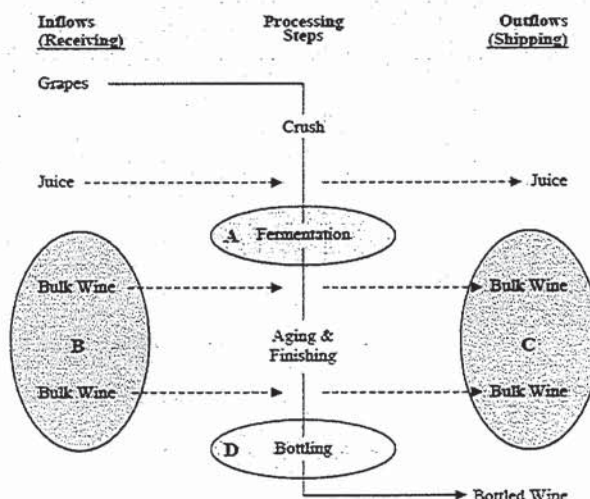 Inflows Processing Outflows
(Receiving) Steps (Shipping)
Grapes
Crush
Juice Juice
A Fermentation
Bulk Wine Bulk Wine
B Aging & C
Finishing
Bulk Wine Bulk Wine
D Bottling
Bottled Wine